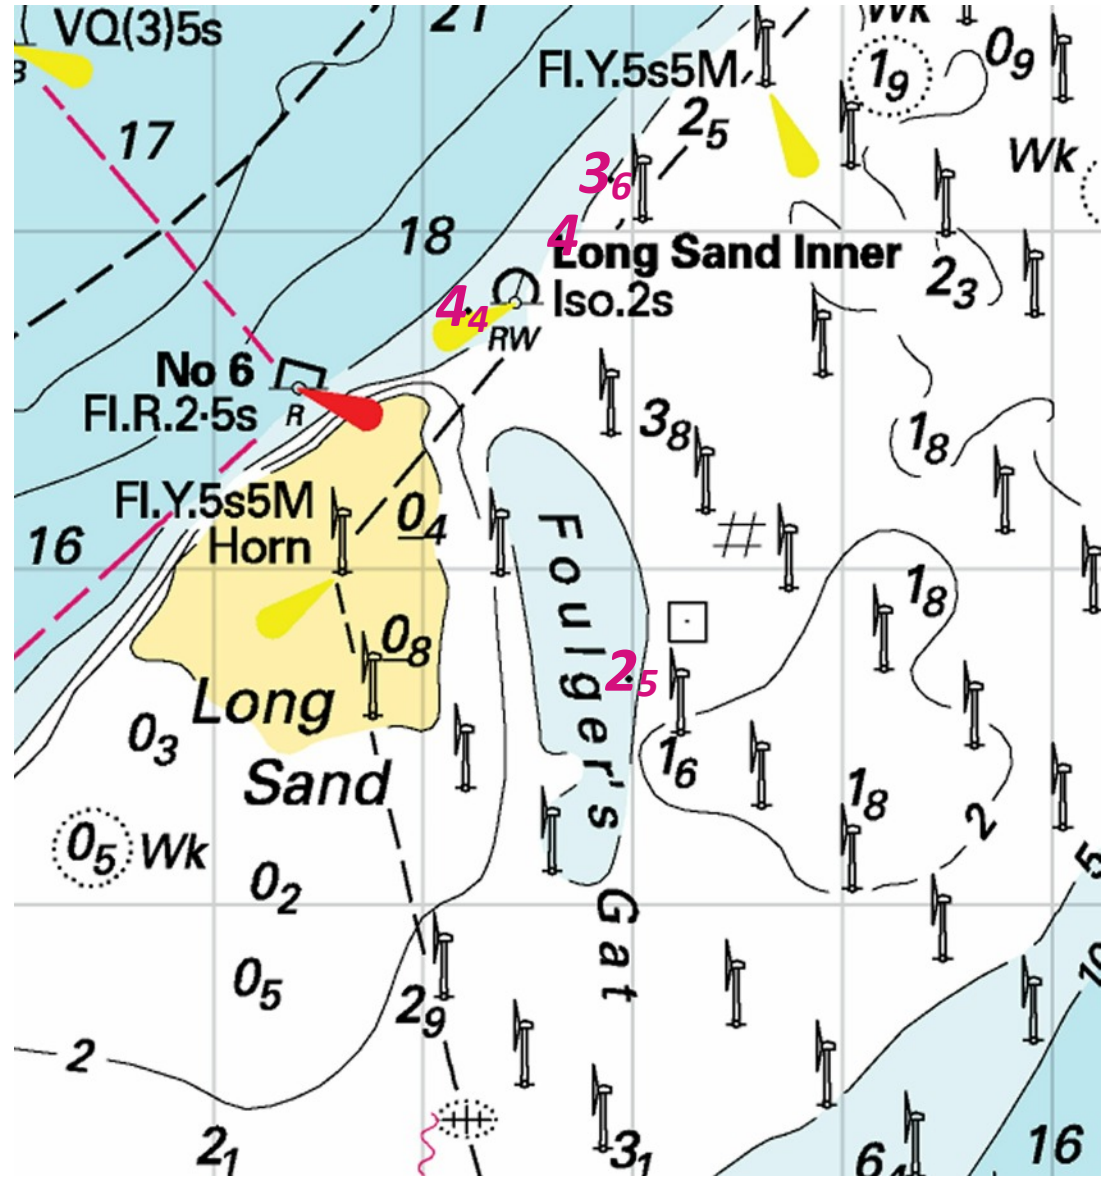 VQ(3)5s
B
21
Wk
Fl.Y.5s5M
1₉
0₉
2₅
17
Wk
3₆
18
4
Long Sand Inner
2₃
4₄
Iso.2s
RW
No 6
Fl.R.2·5s
R
3₈
1₈
Fl.Y.5s5M
0₄
Horn
16
#
1₈
0₈
2₅
Foulger's
Gat
Long
Sand
0₃
1₆
1₈
2
0₅ Wk
5
0₂
10
0₅
2₉
2
2₁
3₁
6₄
16